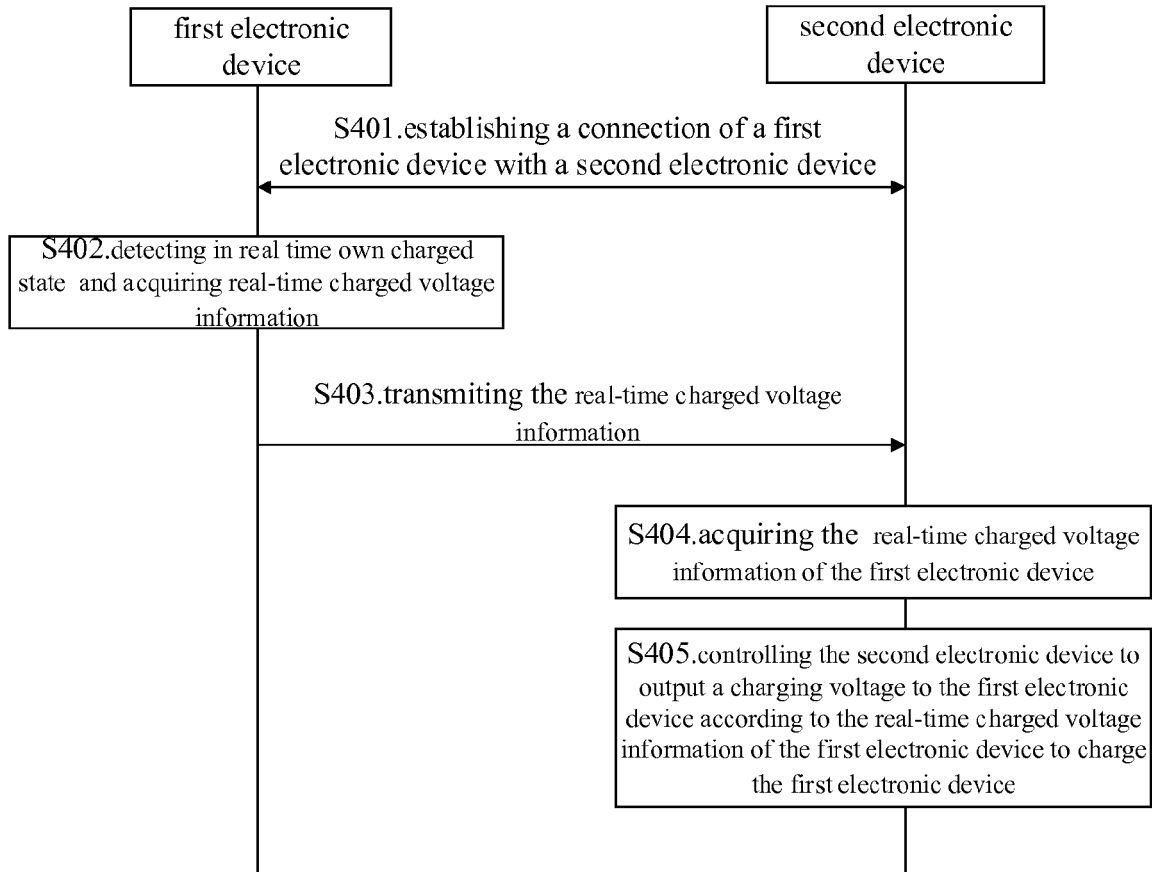 first electronic
device
second electronic
device
S401.establishing a connection of a first
electronic device with a second electronic device
S402.detecting in real time own charged
state and acquiring real-time charged voltage
information
S403.transmiting the real-time charged voltage
information
S404.acquiring the real-time charged voltage
information of the first electronic device
S405.controlling the second electronic device to
output a charging voltage to the first electronic
device according to the real-time charged voltage
information of the first electronic device to charge
the first electronic device